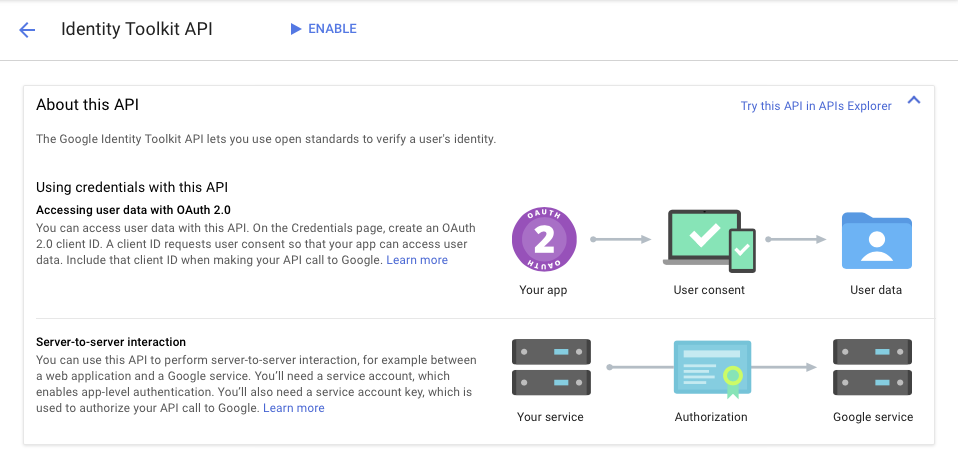 Identity Toolkit API
ENABLE
About this API
Try this API in APIs Explorer
The Google Identity Toolkit API lets you use open standards to verify a user's identity.
Using credentials with this API
Accessing user data with OAuth 2.0
You can access user data with this API. On the Credentials page, create an OAuth
2.0 client ID. A client ID requests user consent so that your app can access user
data. Include that client ID when making your API call to Google. Learn more
OAUTH
2
OAUTH
Your app
User consent
User data
Server-to-server interaction
You can use this API to perform server-to-server interaction, for example between
a web application and a Google service. You’ll need a service account, which
enables app-level authentication. You’ll also need a service account key, which is
used to authorize your API call to Google. Learn more
Your service
Authorization
Google service